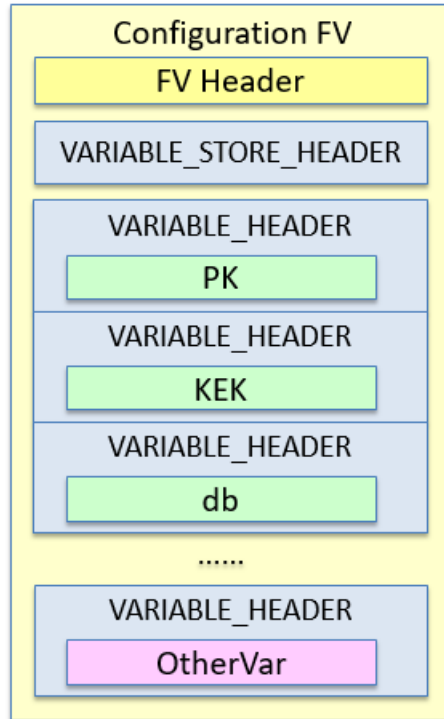 Configuration FV
FV Header
VARIABLE_STORE_HEADER
VARIABLE_HEADER
PK
VARIABLE_HEADER
KEK
VARIABLE_HEADER
db
......
VARIABLE_HEADER
OtherVar